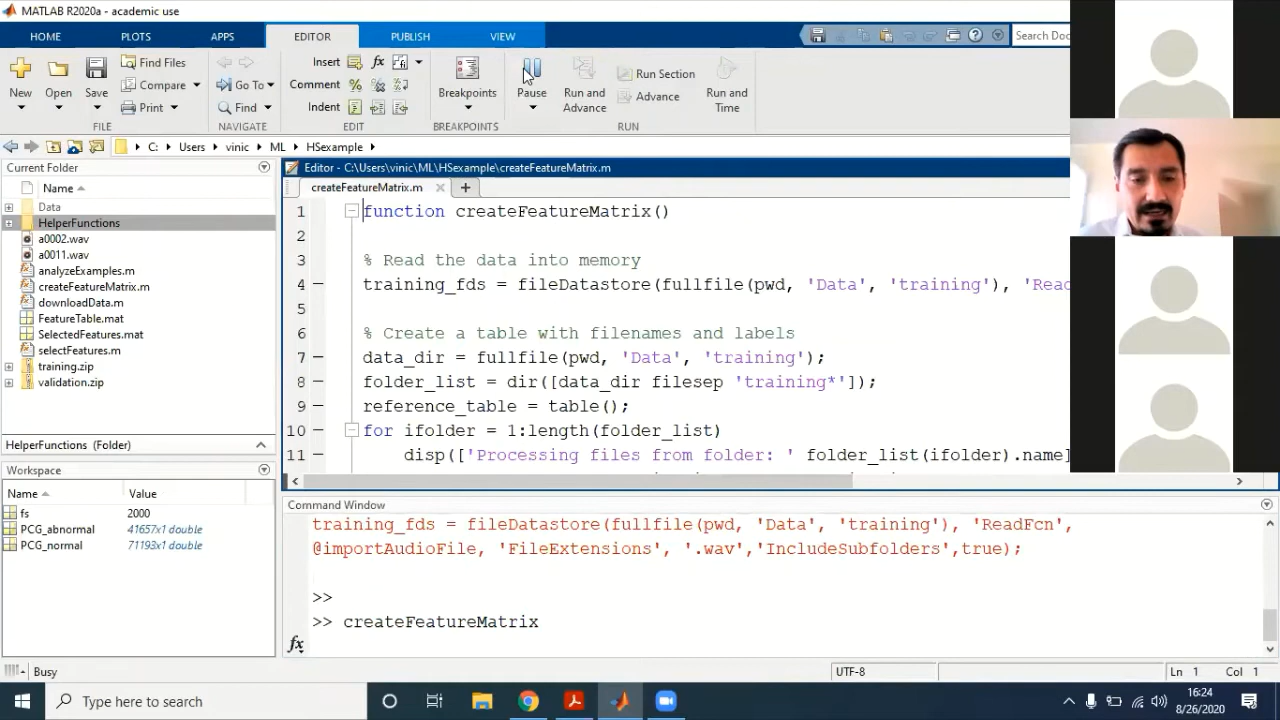 MATLAB R2020a - academic use
HOME PLOTS APPS EDITOR PUBLISH VIEW Search Doc
New Open Save Find Files Compare Print
FILE
Go To Find
NAVIGATE
Insert fx
Comment %
Indent
EDIT
Breakpoints
BREAKPOINTS
Pause Run and Advance Run Section Advance Run and Time
RUN
C: Users vinic ML HSexample
Current Folder
Name
Data
HelperFunctions
a0002.wav
a0011.wav
analyzeExamples.m
createFeatureMatrix.m
downloadData.m
FeatureTable.mat
SelectedFeatures.mat
selectFeatures.m
training.zip
validation.zip
HelperFunctions (Folder)
Workspace
Name Value
fs 2000
PCG_abnormal 41657x1 double
PCG_normal 71193x1 double
Editor - C:\Users\vinic\ML\HSexample\createFeatureMatrix.m
createFeatureMatrix.m
1 function createFeatureMatrix()
2
3 % Read the data into memory
4 training_fds = fileDatastore(fullfile(pwd, 'Data', 'training'), 'Read
5
6 % Create a table with filenames and labels
7 data_dir = fullfile(pwd, 'Data', 'training');
8 folder_list = dir([data_dir filesep 'training*']);
9 reference_table = table();
10 for ifolder = 1:length(folder_list)
11 disp(['Processing files from folder: ' folder_list(ifolder).name]
Command Window
training_fds = fileDatastore(fullfile(pwd, 'Data', 'training'), 'ReadFcn',
@importAudioFile, 'FileExtensions', '.wav','IncludeSubfolders',true);
>>
>> createFeatureMatrix
fx
Busy UTF-8 Ln 1 Col 1
Type here to search
16:24
8/26/2020